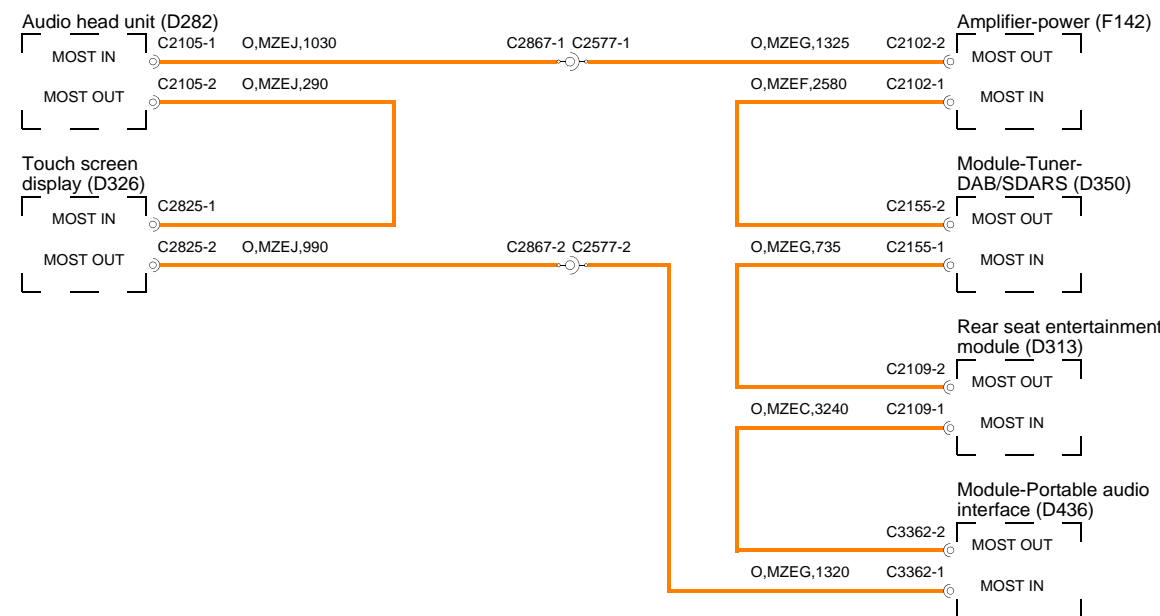 Audio head unit (D282)
Amplifier-power (F142)
MOST IN
C2105-1
O,MZEJ,1030
C2867-1
C2577-1
O,MZEG,1325
C2102-2
MOST OUT
MOST OUT
C2105-2
O,MZEJ,290
O,MZEF,2580
C2102-1
MOST IN
Touch screen
display (D326)
Module-Tuner-
DAB/SDARS (D350)
MOST IN
C2825-1
C2155-2
MOST OUT
MOST OUT
C2825-2
O,MZEJ,990
C2867-2
C2577-2
O,MZEG,735
C2155-1
MOST IN
Rear seat entertainment
module (D313)
C2109-2
MOST OUT
O,MZEC,3240
C2109-1
MOST IN
Module-Portable audio
interface (D436)
C3362-2
MOST OUT
O,MZEG,1320
C3362-1
MOST IN